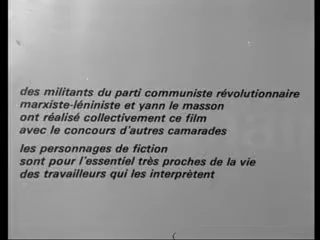 des militants du parti communiste révolutionnaire
marxiste-léniniste et yann le masson
ont réalisé collectivement ce film
avec le concours d'autres camarades
les personnages de fiction
sont pour l'essentiel très proches de la vie
des travailleurs qui les interprètent